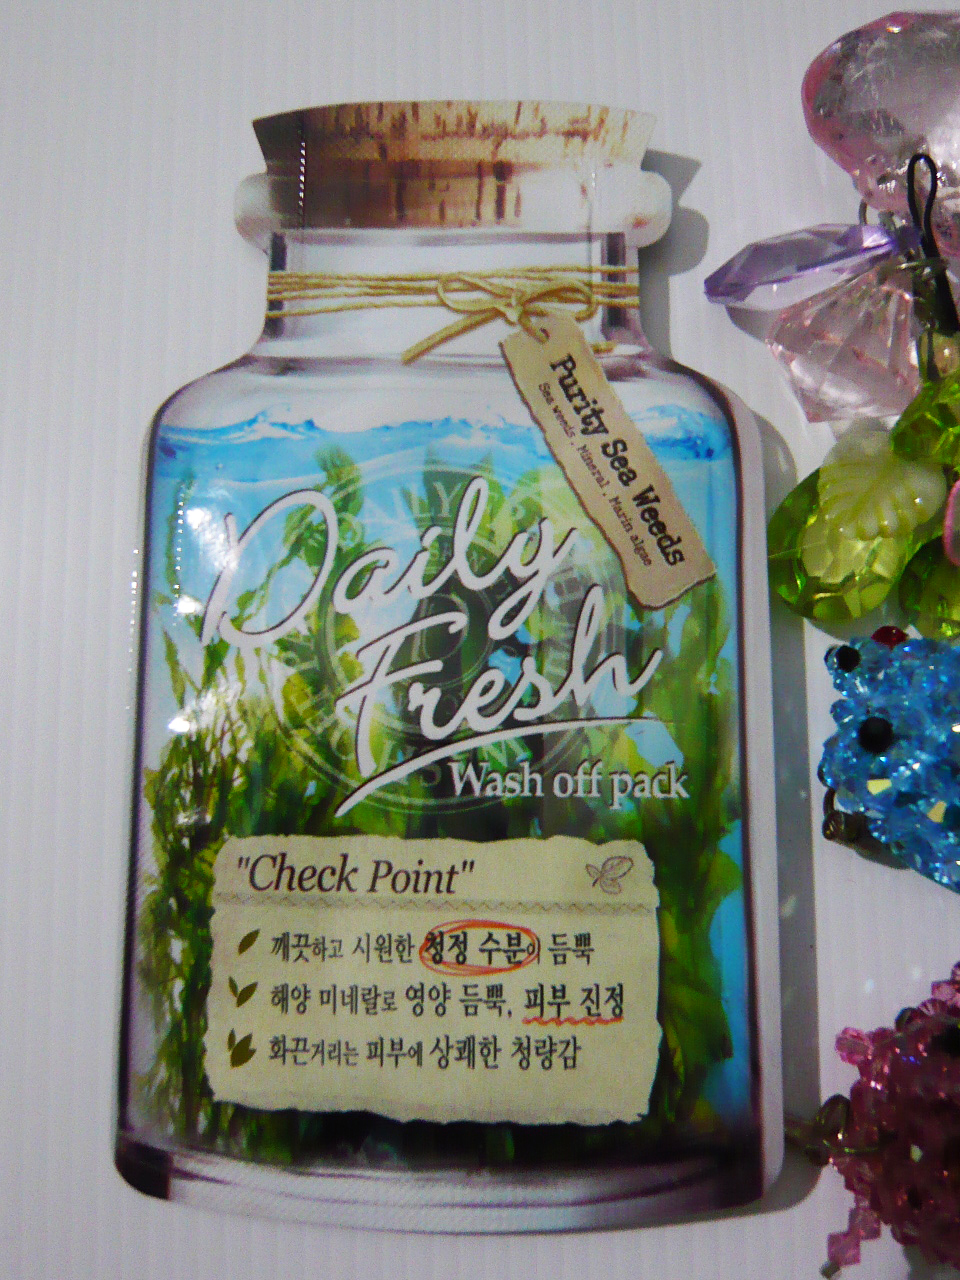 Purity Sea Weeds
Sea weeds. Mineral. Marin algae
Daily
Fresh
Wash off pack
"Check Point"
깨끗하고 시원한 청정 수분이 듬뿍
해양 미네랄로 영양 듬뿍, 피부 진정
화끈거리는 피부에 상쾌한 청량감